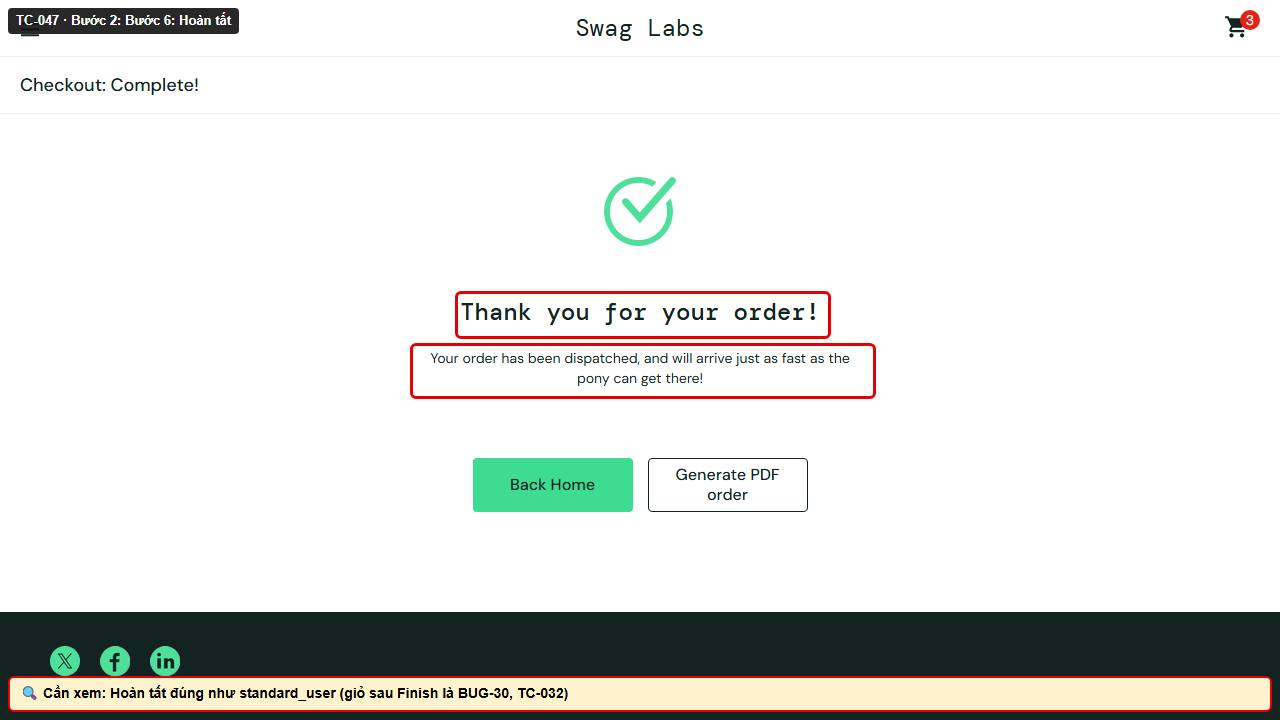 TC-047 · Bước 2: Bước 6: Hoàn tất
Swag Labs
3
Checkout: Complete!
Thank you for your order!
Your order has been dispatched, and will arrive just as fast as the
pony can get there!
Back Home
Generate PDF
order
🔍 Cần xem: Hoàn tất đúng như standard_user (giỏ sau Finish là BUG-30, TC-032)